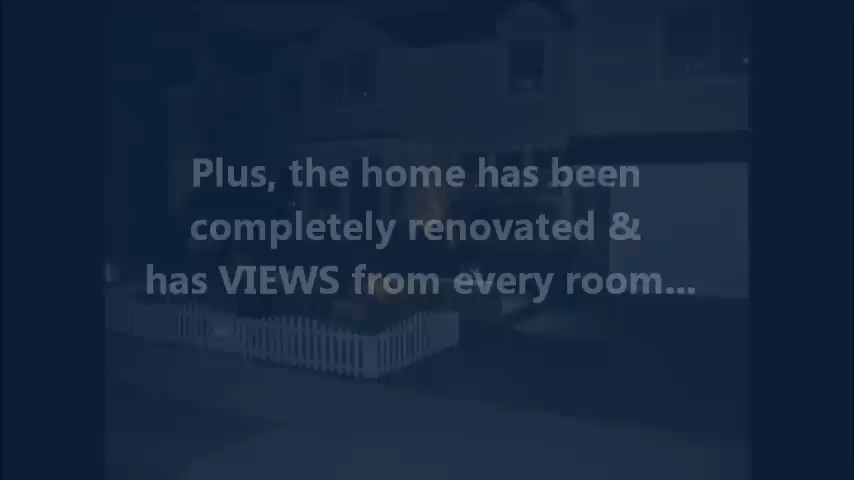 Plus, the home has been
completely renovated &
has VIEWS from every room...